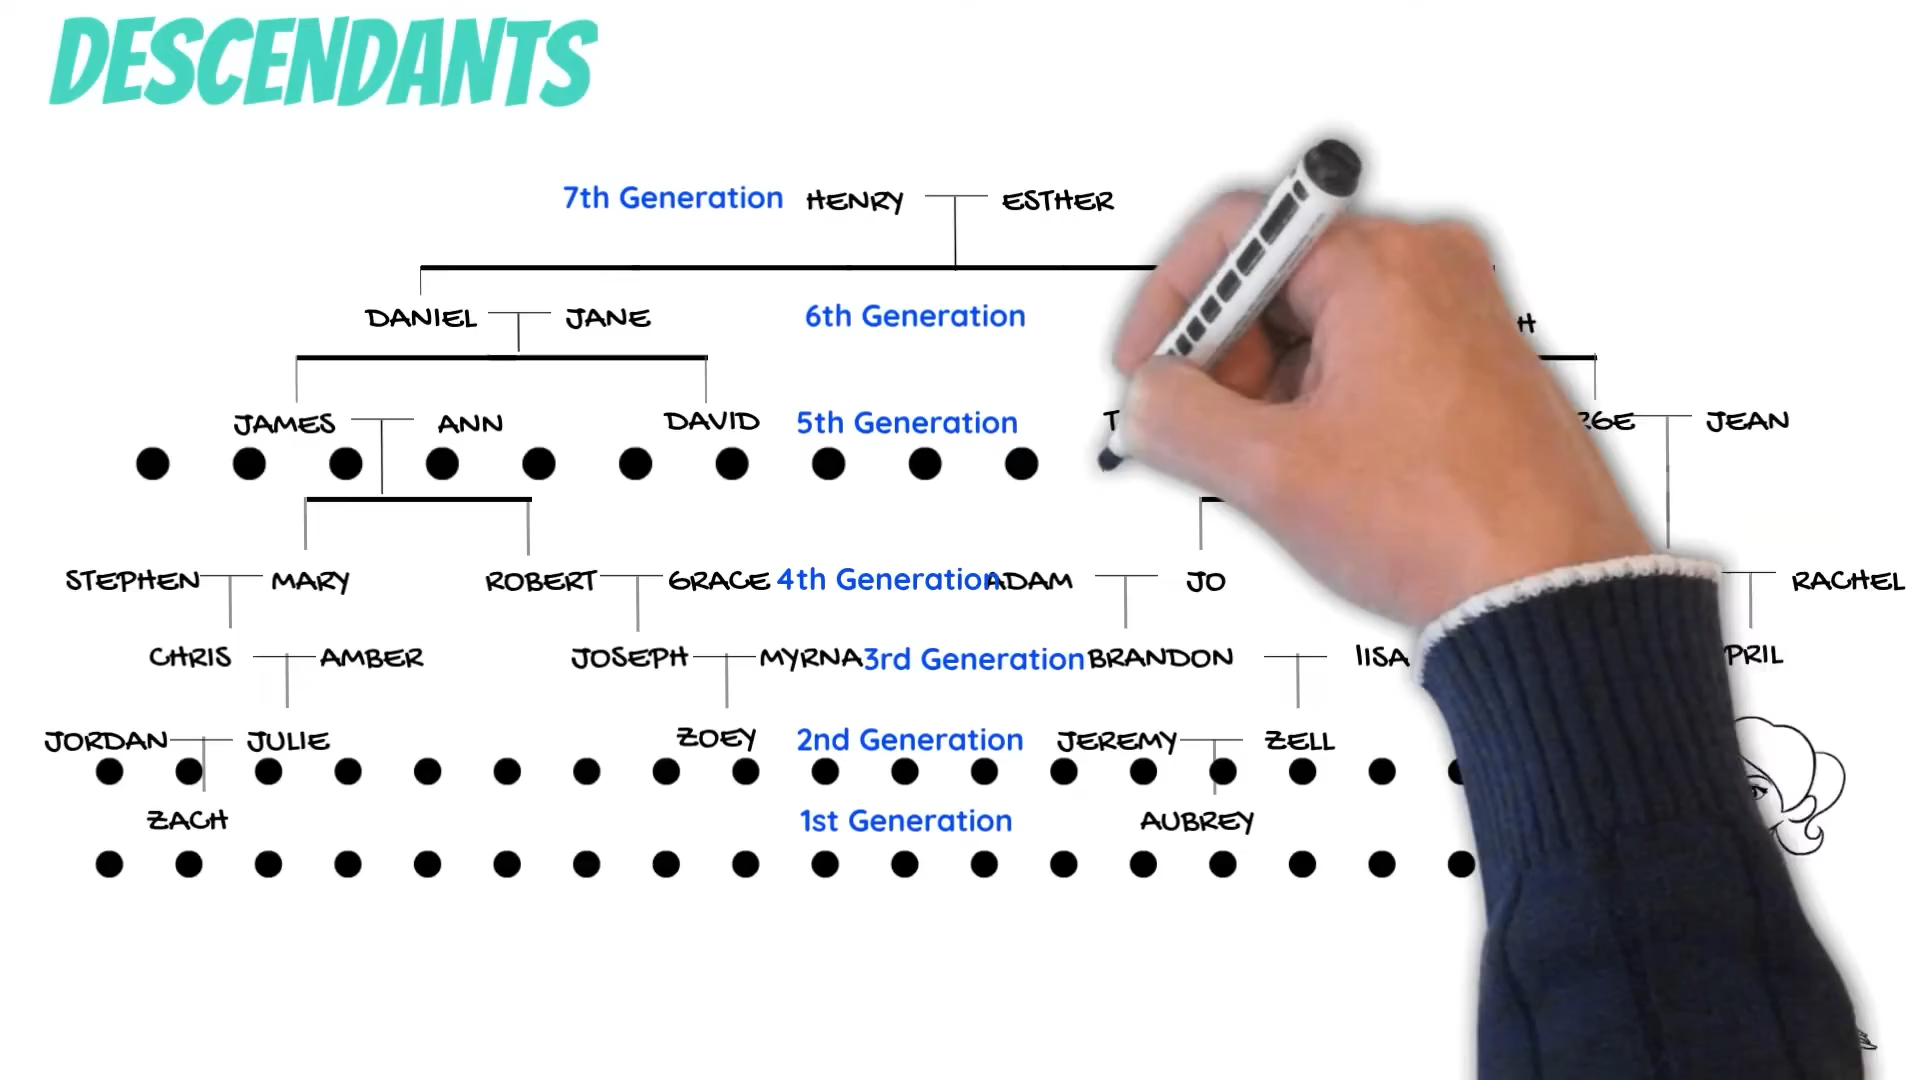 DESCENDANTS
7th Generation HENRY ESTHER
DANIEL JANE 6th Generation
JAMES ANN DAVID 5th Generation JEAN
STEPHEN MARY ROBERT GRACE 4th Generation ADAM JO RACHEL
CHRIS AMBER JOSEPH MYRNA 3rd Generation BRANDON lISA PRIL
JORDAN JULIE ZOEY 2nd Generation JEREMY ZELL
ZACH 1st Generation AUBREY